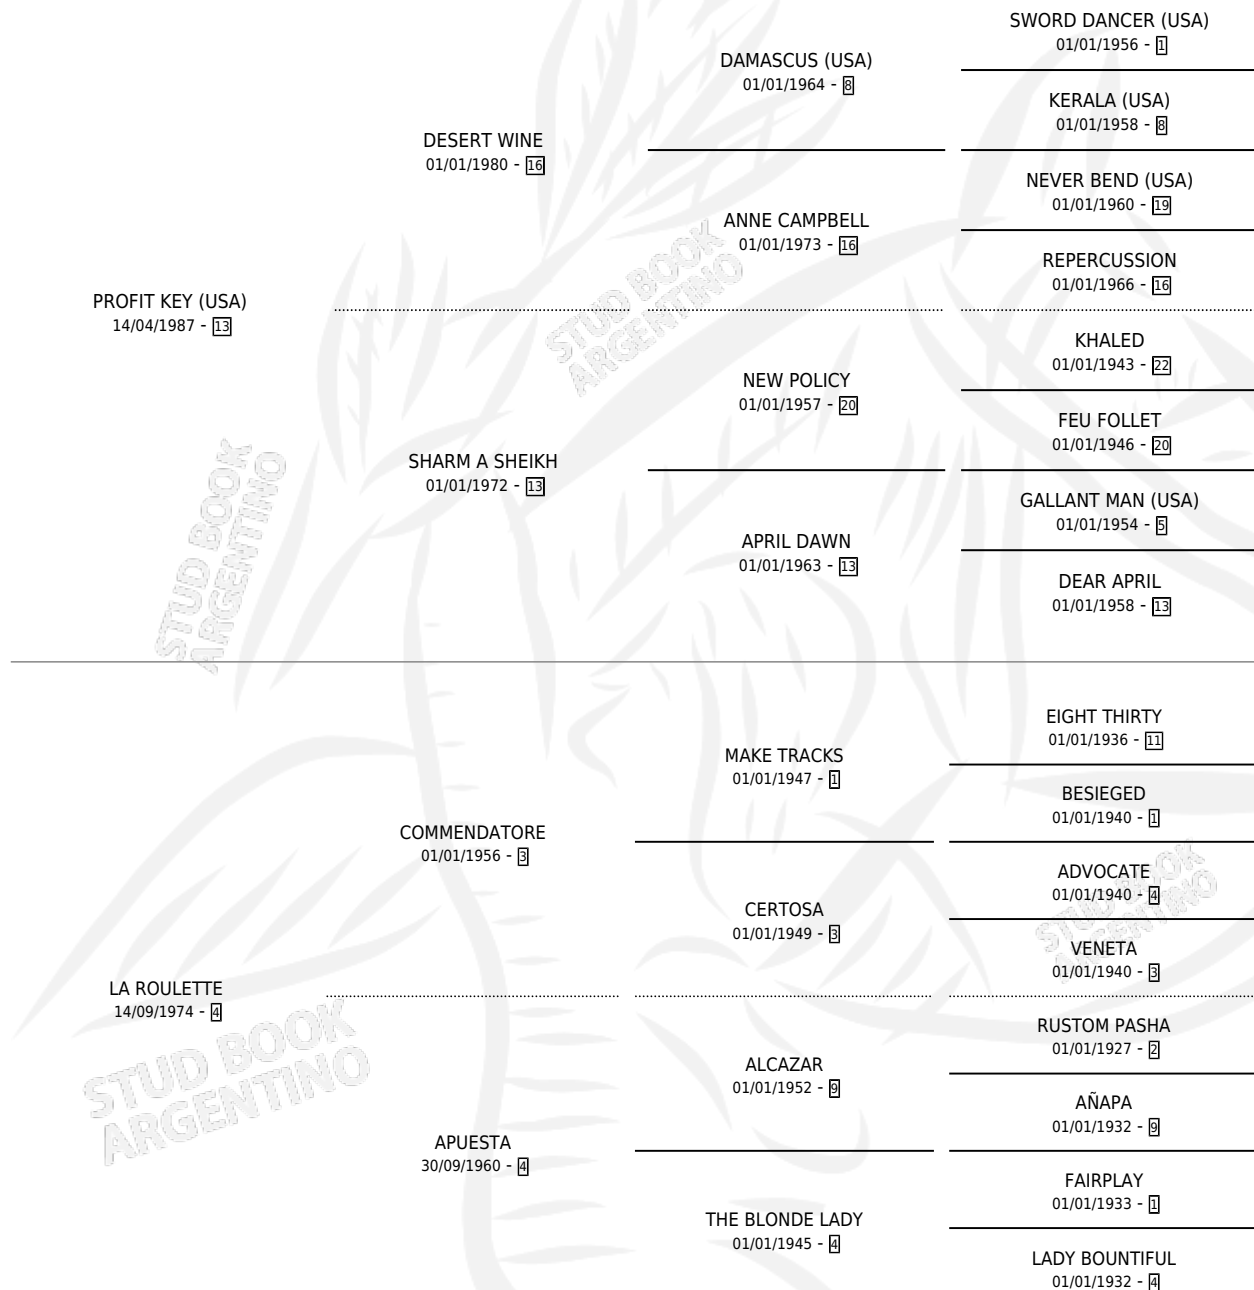 SWORD DANCER (USA)
01/01/1956 - 1
DAMASCUS (USA)
01/01/1964 - 8
KERALA (USA)
01/01/1958 - 8
DESERT WINE
01/01/1980 - 16
NEVER BEND (USA)
01/01/1960 - 19
ANNE CAMPBELL
01/01/1973 - 16
REPERCUSSION
01/01/1966 - 16
PROFIT KEY (USA)
14/04/1987 - 13
KHALED
01/01/1943 - 22
NEW POLICY
01/01/1957 - 20
FEU FOLLET
01/01/1946 - 20
SHARM A SHEIKH
01/01/1972 - 13
GALLANT MAN (USA)
01/01/1954 - 5
APRIL DAWN
01/01/1963 - 13
DEAR APRIL
01/01/1958 - 13
EIGHT THIRTY
01/01/1936 - 11
MAKE TRACKS
01/01/1947 - 1
BESIEGED
01/01/1940 - 1
COMMENDATORE
01/01/1956 - 3
ADVOCATE
01/01/1940 - 4
CERTOSA
01/01/1949 - 3
VENETA
01/01/1940 - 3
LA ROULETTE
14/09/1974 - 4
RUSTOM PASHA
01/01/1927 - 2
ALCAZAR
01/01/1952 - 9
AÑAPA
01/01/1932 - 9
APUESTA
30/09/1960 - 4
FAIRPLAY
01/01/1933 - 1
THE BLONDE LADY
01/01/1945 - 4
LADY BOUNTIFUL
01/01/1932 - 4
STUD BOOK
ARGENTINO
STUD BOOK
ARGENTINO
STUD BOOK
ARGENTINO
STUD BOOK
ARGENTINO